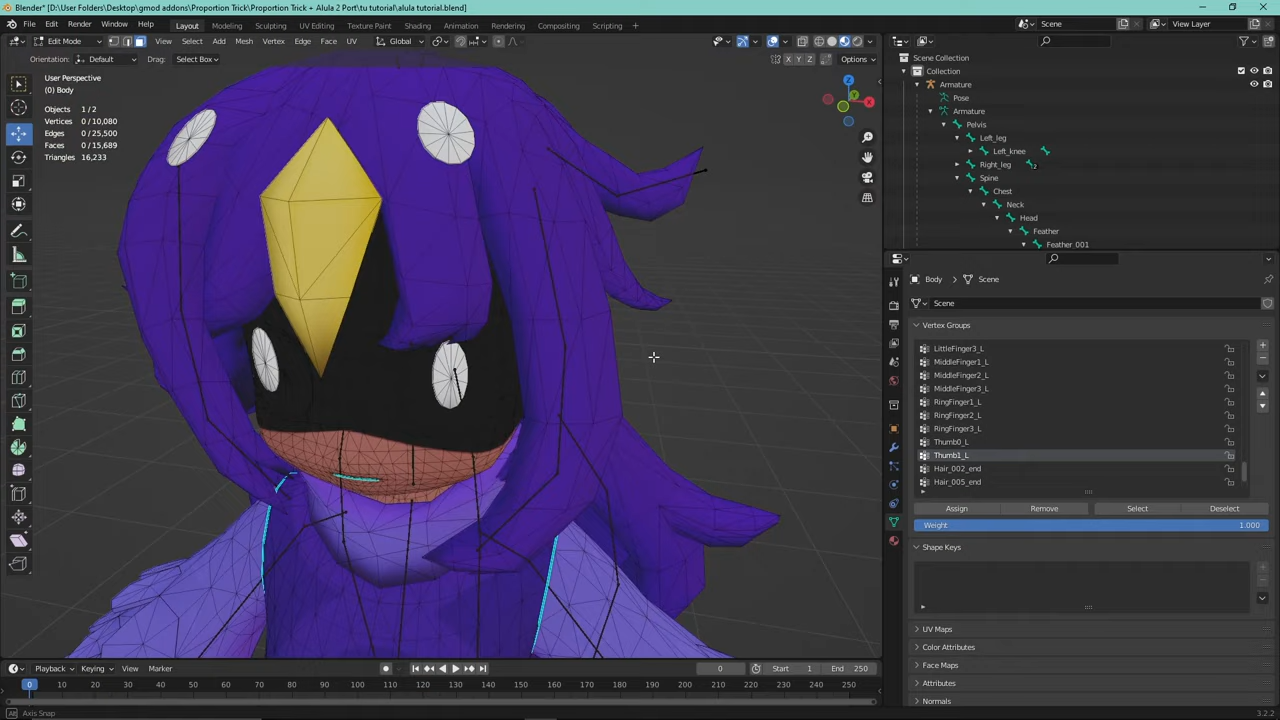 Blender* [D:\User Folders\Desktop\gmod addons\Proportion Trick\Proportion Trick + Alula 2 Port\tu tutorial\alula tutorial.blend]
File Edit Render Window Help Layout Modeling Sculpting UV Editing Texture Paint Shading Animation Rendering Compositing Scripting + Scene View Layer
Edit Mode View Select Add Mesh Vertex Edge Face UV Global
Orientation: Default Drag: Select Box X Y Z Options
User Perspective
(0) Body
Objects 1/2
Vertices 0/10,080
Edges 0/25,500
Faces 0/15,689
Triangles 16,233
Z
Y
X
Scene Collection
Collection
Armature
Pose
Armature
Pelvis
Left_leg
Left_knee
Right_leg 2
Spine
Chest
Neck
Head
Feather
Feather_001
Body > Scene
Scene
Vertex Groups
LittleFinger3_L
MiddleFinger1_L
MiddleFinger2_L
MiddleFinger3_L
RingFinger1_L
RingFinger2_L
RingFinger3_L
Thumb0_L
Thumb1_L
Hair_002_end
Hair_005_end
Assign Remove Select Deselect
Weight 1.000
Shape Keys
UV Maps
Color Attributes
Face Maps
Attributes
Normals
Playback Keying View Marker 0 Start 1 End 250
0 10 20 30 40 50 60 70 80 90 100 110 120 130 140 150 160 170 180 190 200 210 220 230 240 250
Axis Snap 3.2.2